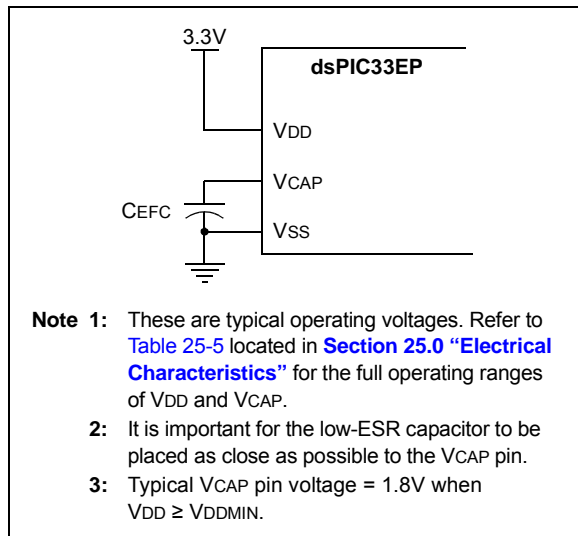 3.3V
dsPIC33EP
VDD
VCAP
CEFC
VSS
Note 1: These are typical operating voltages. Refer to
Table 25-5 located in Section 25.0 “Electrical
Characteristics” for the full operating ranges
of VDD and VCAP.
2: It is important for the low-ESR capacitor to be
placed as close as possible to the VCAP pin.
3: Typical VCAP pin voltage = 1.8V when
VDD ≥ VDDMIN.